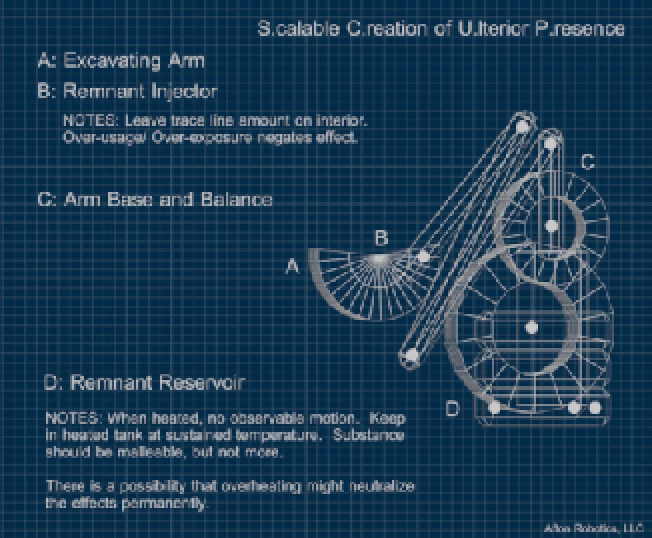 S.calable C.reation of U.lterior P.resence
A: Excavating Arm
B: Remnant Injector
NOTES: Leave trace line amount on interior.
Over-usage/ Over-exposure negates effect.
C
C: Arm Base and Balance
B
A
D: Remnant Reservoir
D
NOTES: When heated, no observable motion. Keep
in heated tank at sustained temperature. Substance
should be malleable, but not more.
There is a possibility that overheating might neutralize
the effects permanently.
Afton Robotics, LLC